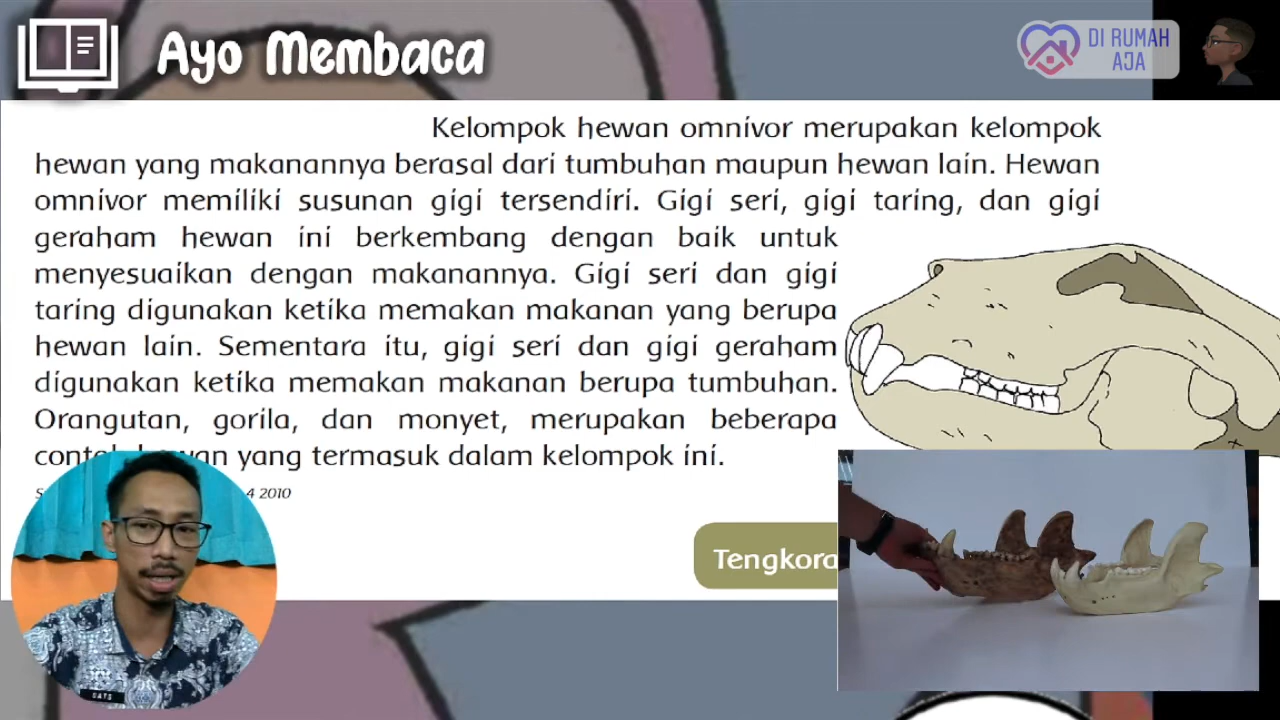 Ayo Membaca
DI RUMAH
AJA
Kelompok hewan omnivor merupakan kelompok
hewan yang makanannya berasal dari tumbuhan maupun hewan lain. Hewan
omnivor memiliki susunan gigi tersendiri. Gigi seri, gigi taring, dan gigi
geraham hewan ini berkembang dengan baik untuk
menyesuaikan dengan makanannya. Gigi seri dan gigi
taring digunakan ketika memakan makanan yang berupa
hewan lain. Sementara itu, gigi seri dan gigi geraham
digunakan ketika memakan makanan berupa tumbuhan.
Orangutan, gorila, dan monyet, merupakan beberapa
yang termasuk dalam kelompok ini.
4 2010